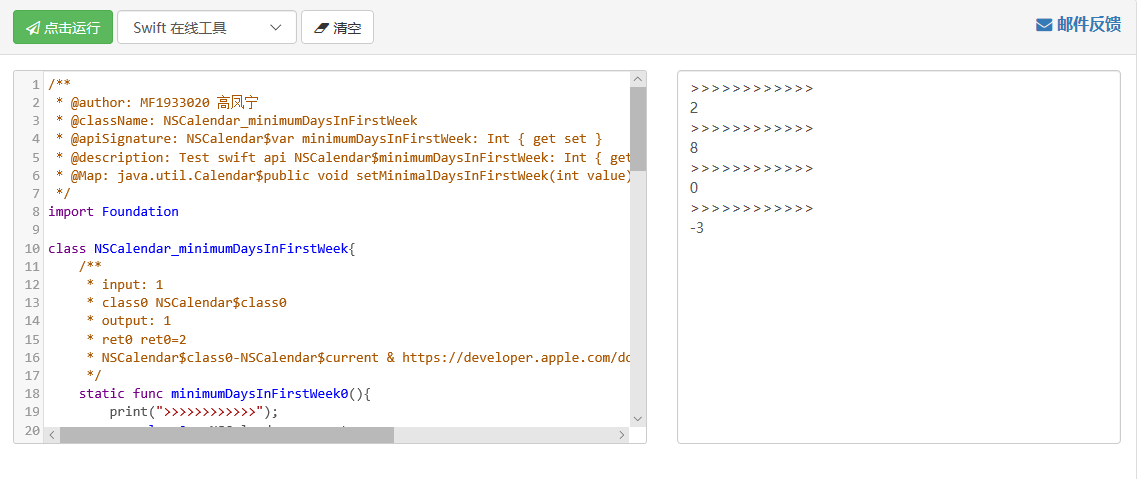 点击运行
Swift 在线工具
清空
邮件反馈
1 /**
2  * @author: MF1933020 高凤宁
3  * @className: NSCalendar_minimumDaysInFirstWeek
4  * @apiSignature: NSCalendar$var minimumDaysInFirstWeek: Int { get set }
5  * @description: Test swift api NSCalendar$minimumDaysInFirstWeek: Int { get
6  * @Map: java.util.Calendar$public void setMinimalDaysInFirstWeek(int value)
7  */
8 import Foundation
9
10 class NSCalendar_minimumDaysInFirstWeek{
11     /**
12      * input: 1
13      * class0 NSCalendar$class0
14      * output: 1
15      * ret0 ret0=2
16      * NSCalendar$class0-NSCalendar$current & https://developer.apple.com/do
17      */
18     static func minimumDaysInFirstWeek0(){
19         print(">>>>>>>>>>>>");
20
>>>>>>>>>>>>
2
>>>>>>>>>>>>
8
>>>>>>>>>>>>
0
>>>>>>>>>>>>
-3